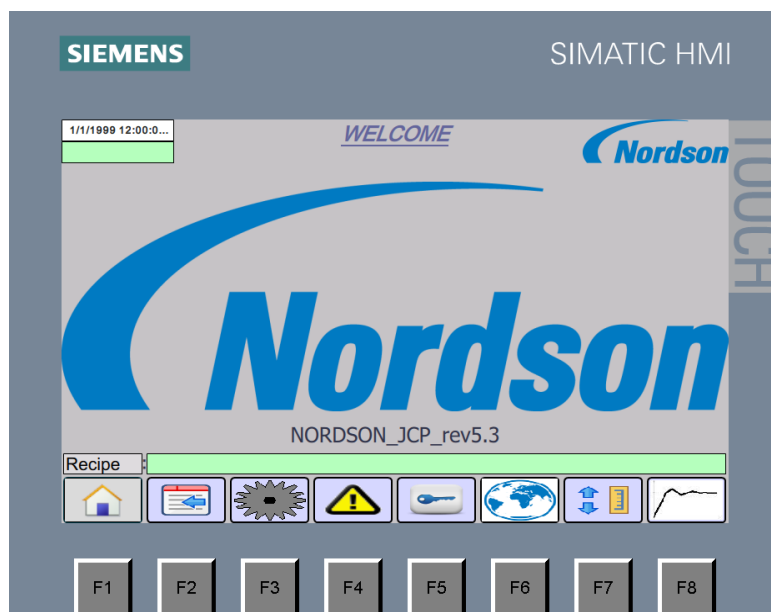 SIEMENS
SIMATIC HMI
TOUCH
1/1/1999 12:00:0...
WELCOME
Nordson
Nordson
NORDSON_JCP_rev5.3
Recipe :
F1 F2 F3 F4 F5 F6 F7 F8